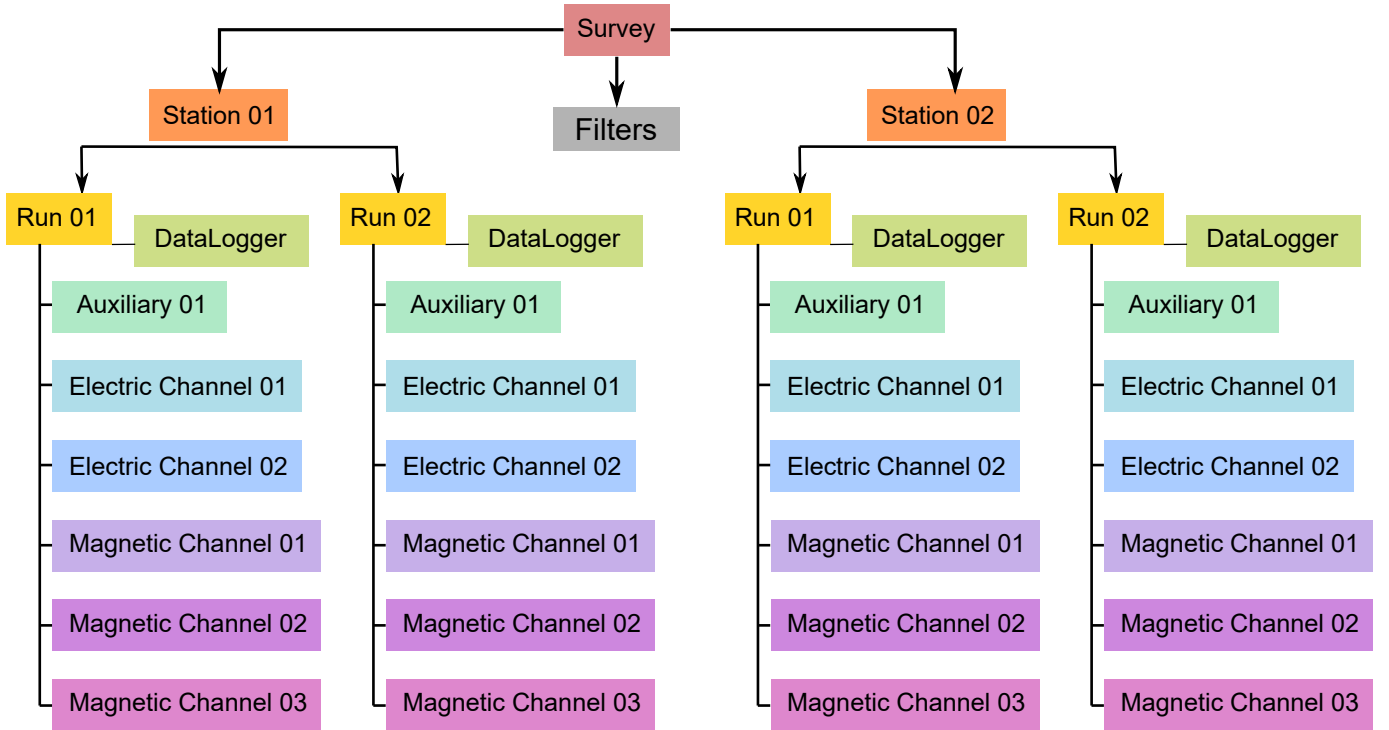 Survey
Station 01
Filters
Station 02
Run 01
DataLogger
Auxiliary 01
Electric Channel 01
Electric Channel 02
Magnetic Channel 01
Magnetic Channel 02
Magnetic Channel 03
Run 02
DataLogger
Auxiliary 01
Electric Channel 01
Electric Channel 02
Magnetic Channel 01
Magnetic Channel 02
Magnetic Channel 03
Run 01
DataLogger
Auxiliary 01
Electric Channel 01
Electric Channel 02
Magnetic Channel 01
Magnetic Channel 02
Magnetic Channel 03
Run 02
DataLogger
Auxiliary 01
Electric Channel 01
Electric Channel 02
Magnetic Channel 01
Magnetic Channel 02
Magnetic Channel 03